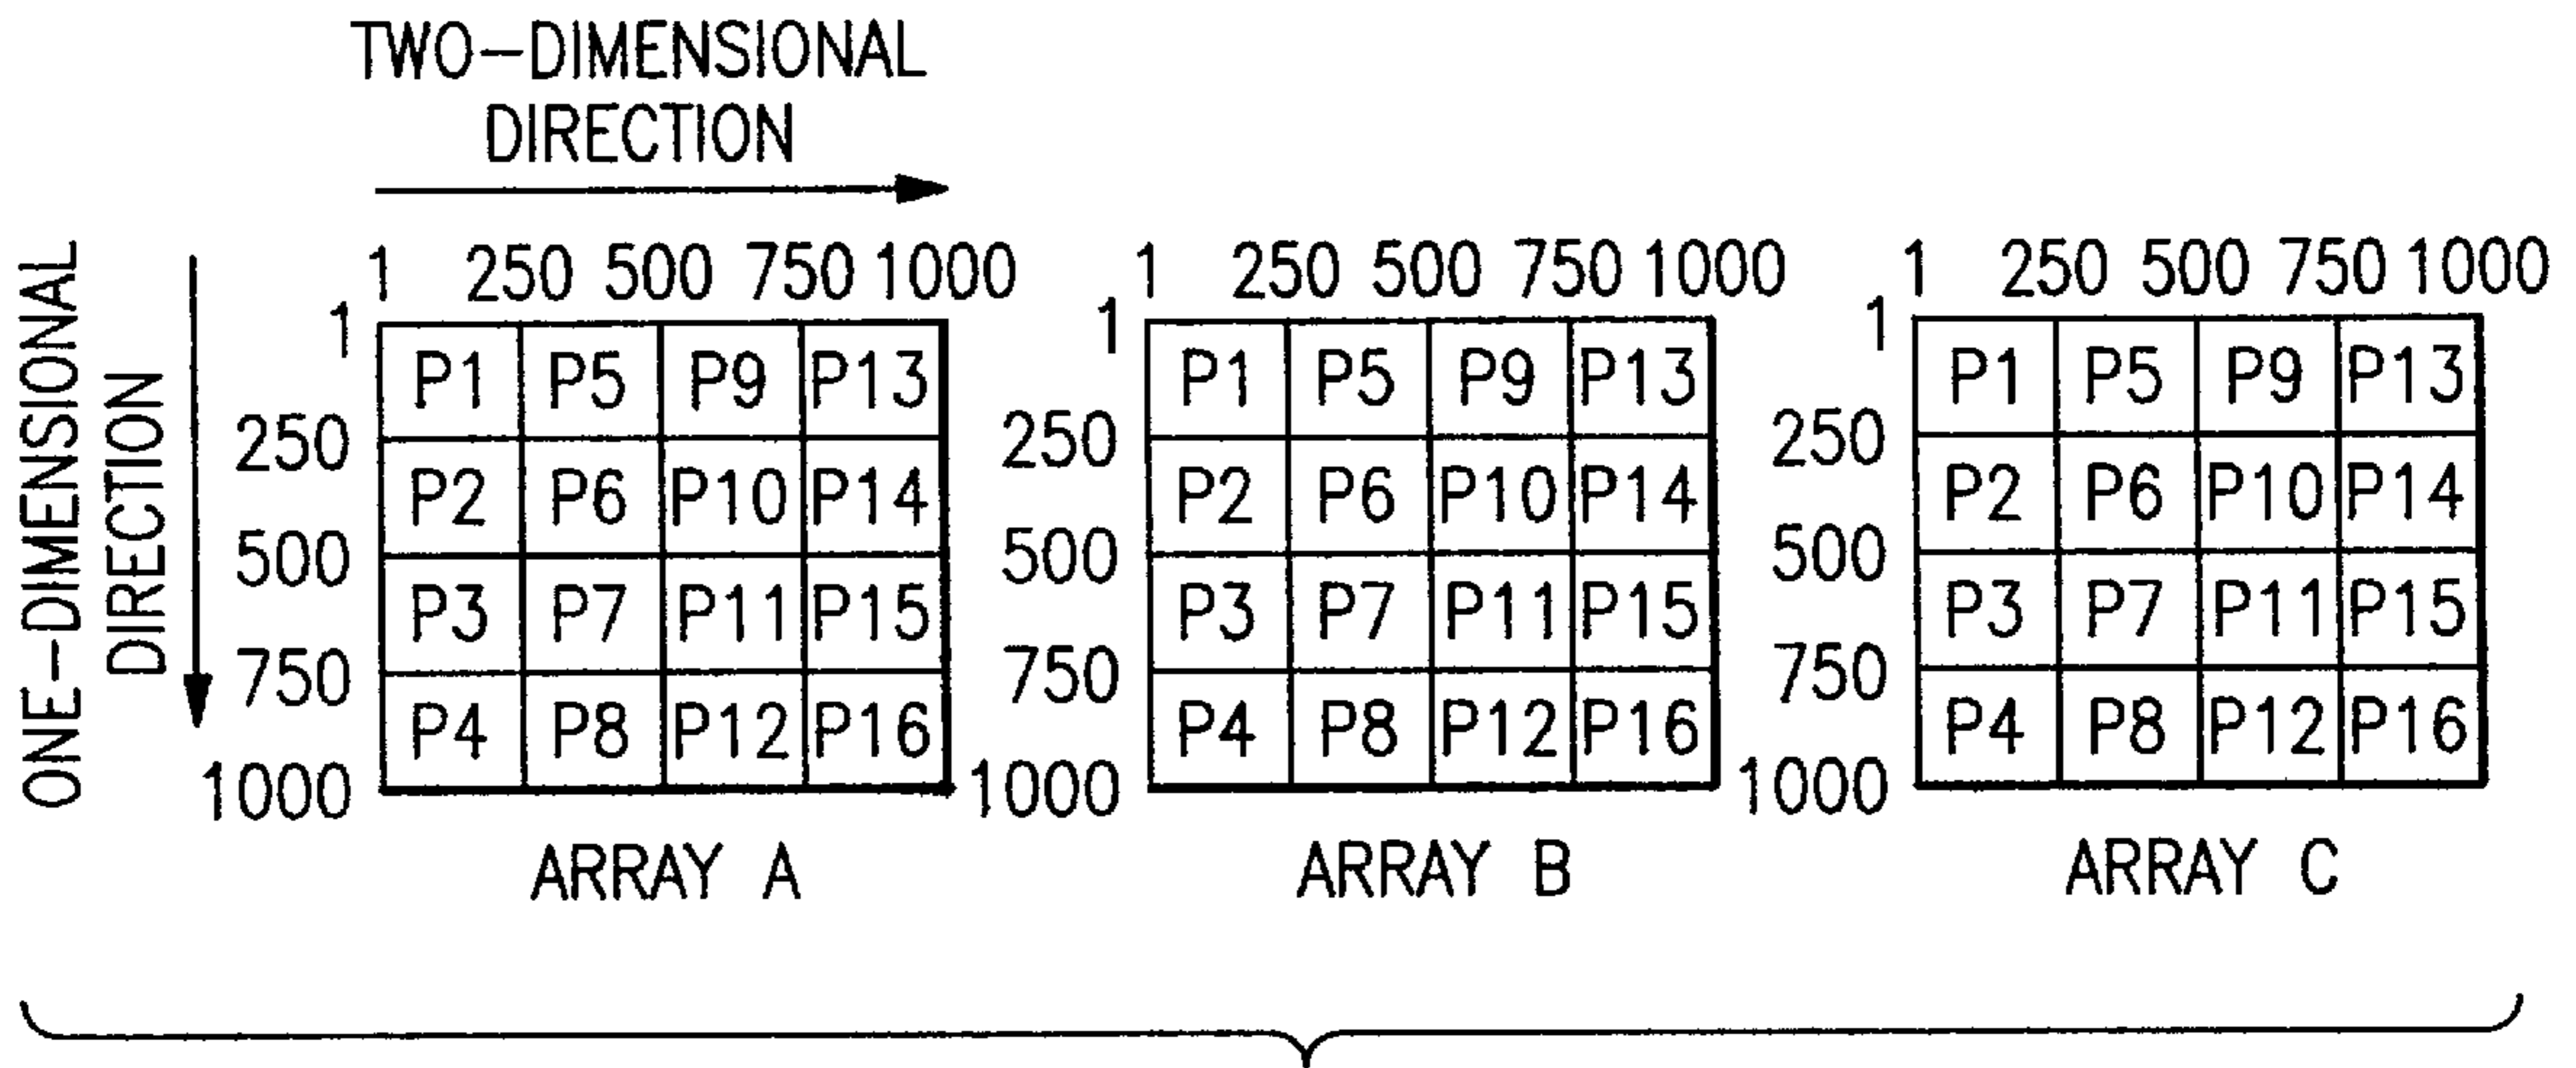 TWO-DIMENSIONAL
DIRECTION
ONE-DIMENSIONAL
DIRECTION
1 250 500 750 1000
1 250 500 750 1000
1 250 500 750 1000
1
P1 P5 P9 P13
250
P2 P6 P10 P14
500
P3 P7 P11 P15
750
P4 P8 P12 P16
1000
ARRAY A
1
P1 P5 P9 P13
250
P2 P6 P10 P14
500
P3 P7 P11 P15
750
P4 P8 P12 P16
1000
ARRAY B
1
P1 P5 P9 P13
250
P2 P6 P10 P14
500
P3 P7 P11 P15
750
P4 P8 P12 P16
1000
ARRAY C